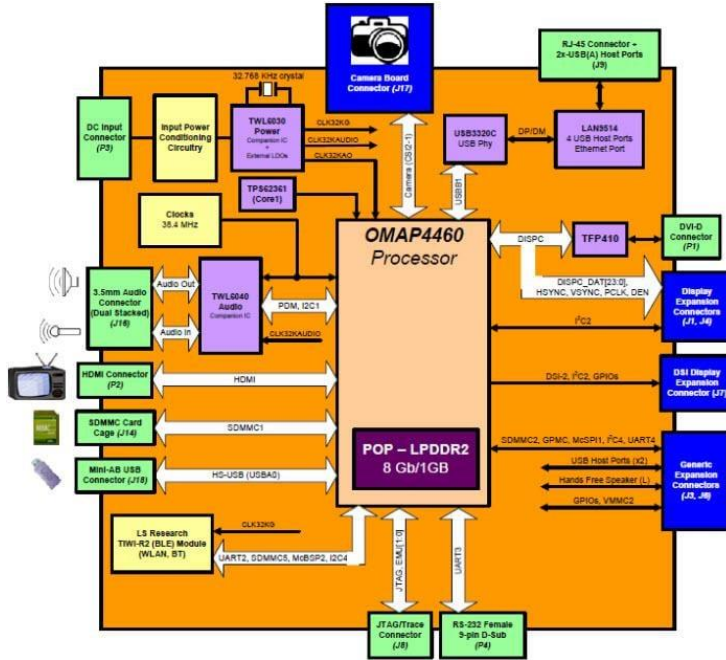 32.768 KHz crystal
Camera Board
Connector (J17)
RJ-45 Connector +
2x-USB(A) Host Ports
(J9)
DC Input
Connector
(P3)
Input Power
Conditioning
Circuitry
TWL6030
Power
Companion IC
+
External LDOs
CLK32KG
CLK32KAUDIO
CLK32KAO
Camera (CSI2-1)
USB3320C
USB Phy
DP/DM
LAN9514
4 USB Host Ports
Ethernet Port
USBB1
TPS62361
(Core1)
Clocks
38.4 MHz
OMAP4460
Processor
DISPC
TFP410
DVI-D
Connector
(P1)
DISPC_DAT[23:0],
HSYNC, VSYNC, PCLK, DEN
Display
Expansion
Connectors
(J1, J4)
I²C2
3.5mm Audio
Connector
(Dual Stacked)
(J16)
Audio Out
Audio In
TWL6040
Audio
Companion IC
PDM, I2C1
CLK32KAUDIO
HDMI Connector
(P2)
HDMI
DSI-2, I²C2, GPIOs
DSI Display
Expansion
Connector (J7)
SDMMC Card
Cage (J14)
SDMMC1
POP – LPDDR2
8 Gb/1GB
SDMMC2, GPMC, McSPI1, I²C4, UART4
USB Host Ports (x2)
Hands Free Speaker (L)
GPIOs, VMMC2
Generic
Expansion
Connectors
(J3, J6)
Mini-AB USB
Connector (J18)
HS-USB (USBA0)
LS Research
TIWI-R2 (BLE) Module
(WLAN, BT)
CLK32KG
UART2, SDMMC5, McBSP2, I2C4
JTAG, EMU[1:0]
UART3
JTAG/Trace
Connector
(J8)
RS-232 Female
9-pin D-Sub
(P4)